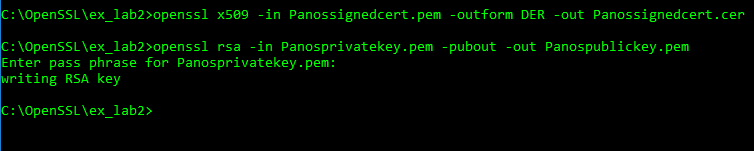 C:\OpenSSL\ex_lab2>openssl x509 -in Panossignedcert.pem -outform DER -out Panossignedcert.cer
C:\OpenSSL\ex_lab2>openssl rsa -in Panosprivatekey.pem -pubout -out Panospublickey.pem
Enter pass phrase for Panosprivatekey.pem:
writing RSA key
C:\OpenSSL\ex_lab2>